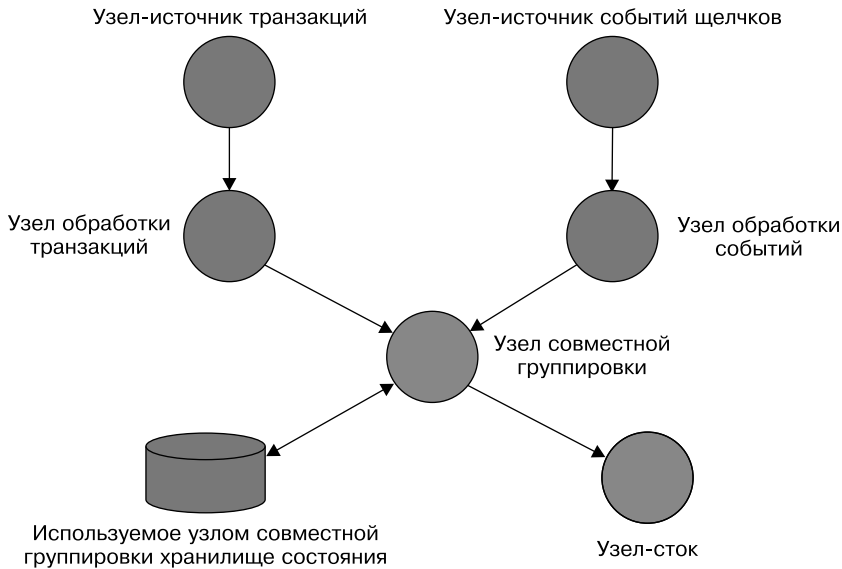 Узел-источник транзакций
Узел-источник событий щелчков
Узел обработки
транзакций
Узел обработки
событий
Узел совместной
группировки
Используемое узлом совместной
группировки хранилище состояния
Узел-сток